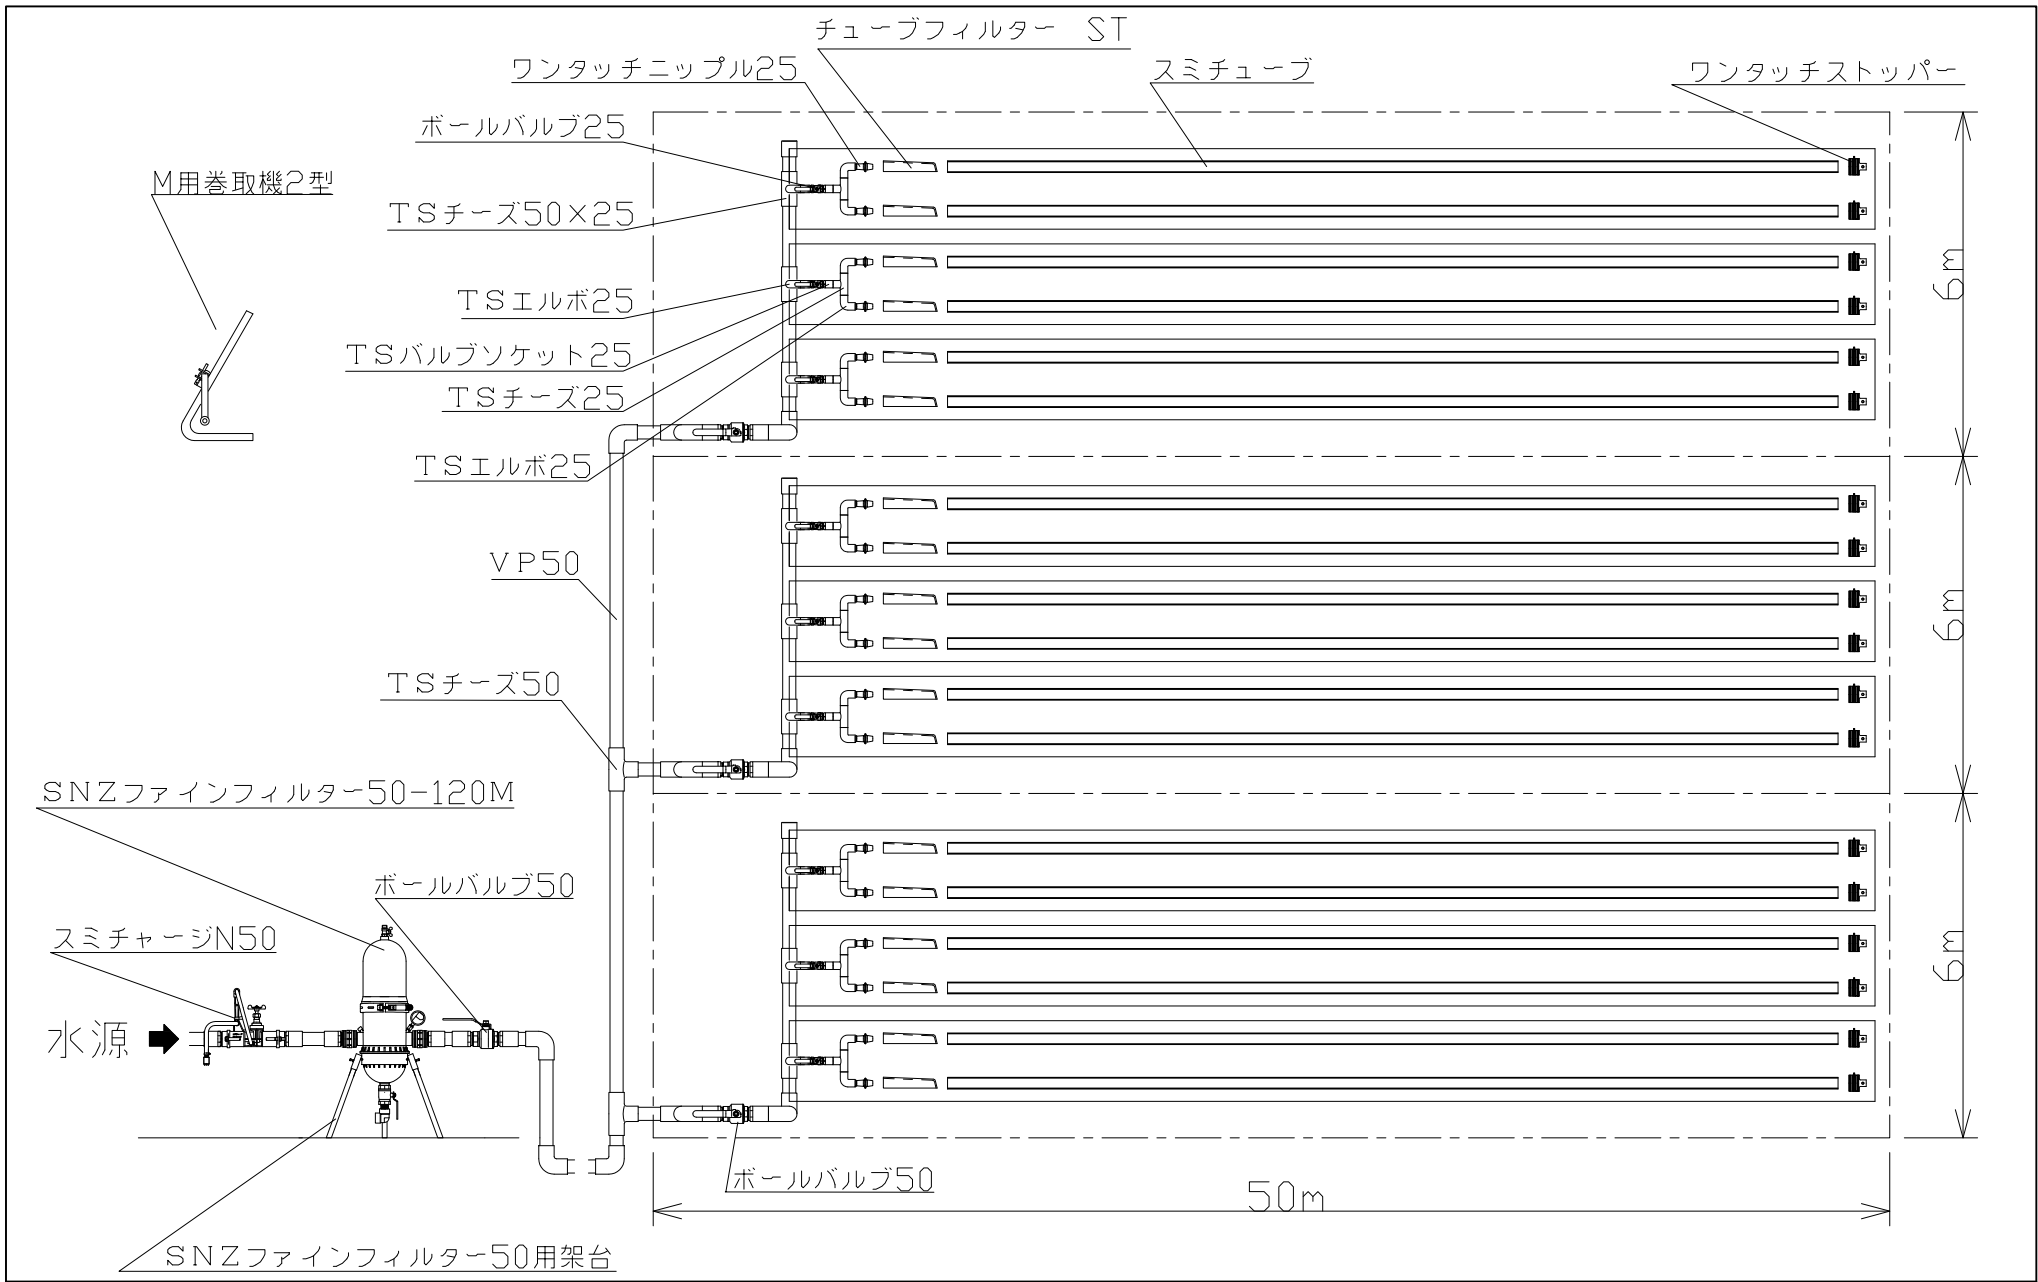 チューブフィルター ST
ワンタッチニップル25
スミチューブ
ワンタッチストッパー
ボールバルブ25
M用巻取機2型
TSチーズ50×25
6m
TSエルボ25
TSバルブソケット25
TSチーズ25
TSエルボ25
VP50
6m
TSチーズ50
SNZファインフィルター50-120M
ボールバルブ50
スミチャージN50
6m
水源
ボールバルブ50
50m
SNZファインフィルター50用架台